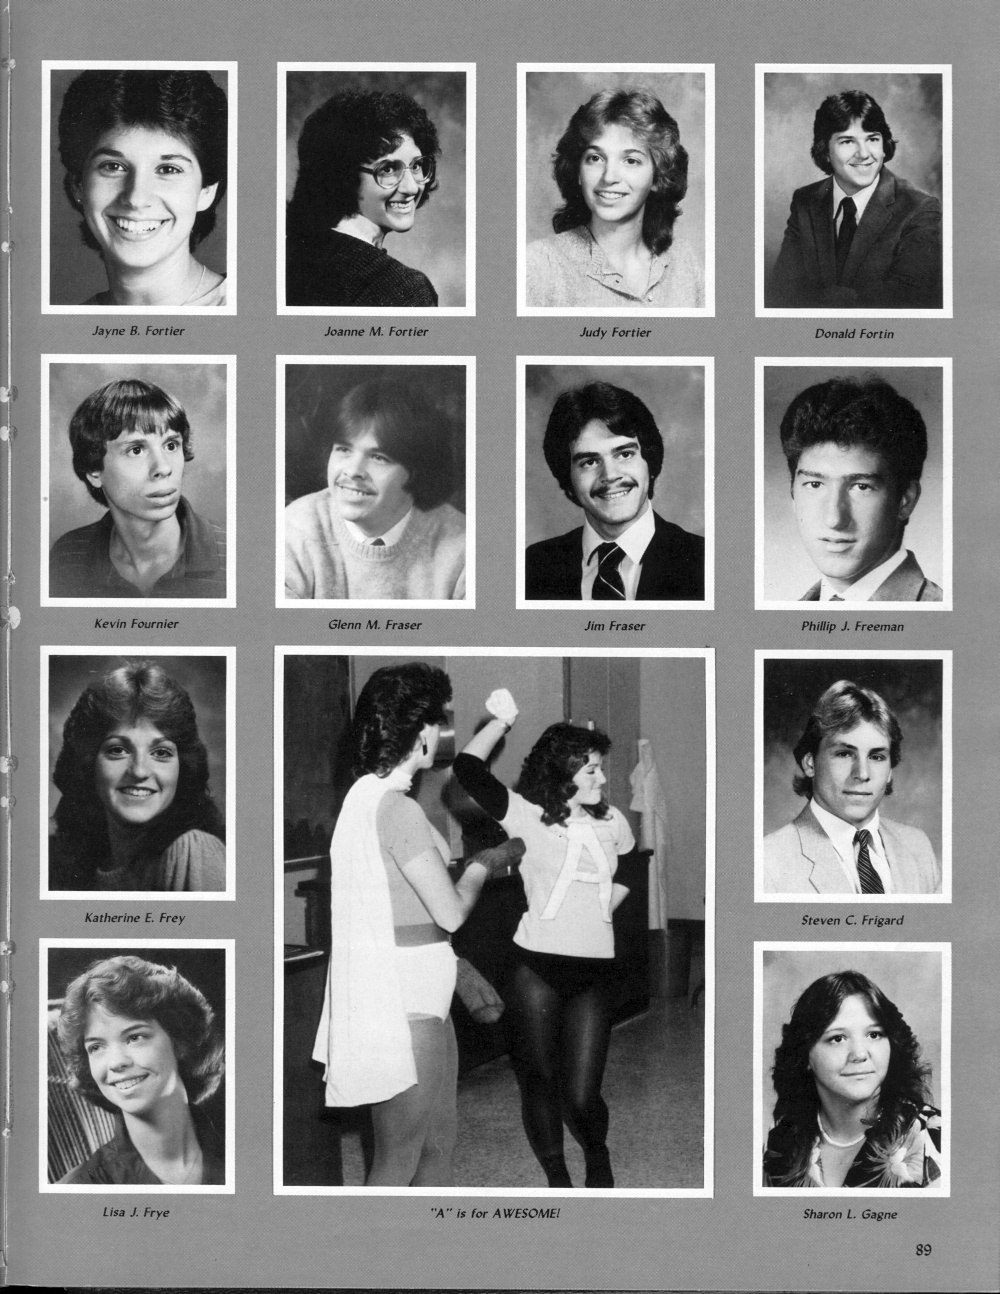 Jayne B. Fortier
Joanne M. Fortier
Judy Fortier
Donald Fortin
Kevin Fournier
Glenn M. Fraser
Jim Fraser
Phillip J. Freeman
Katherine E. Frey
A
Steven C. Frigard
Lisa J. Frye
"A" is for AWESOME!
Sharon L. Gagne
89